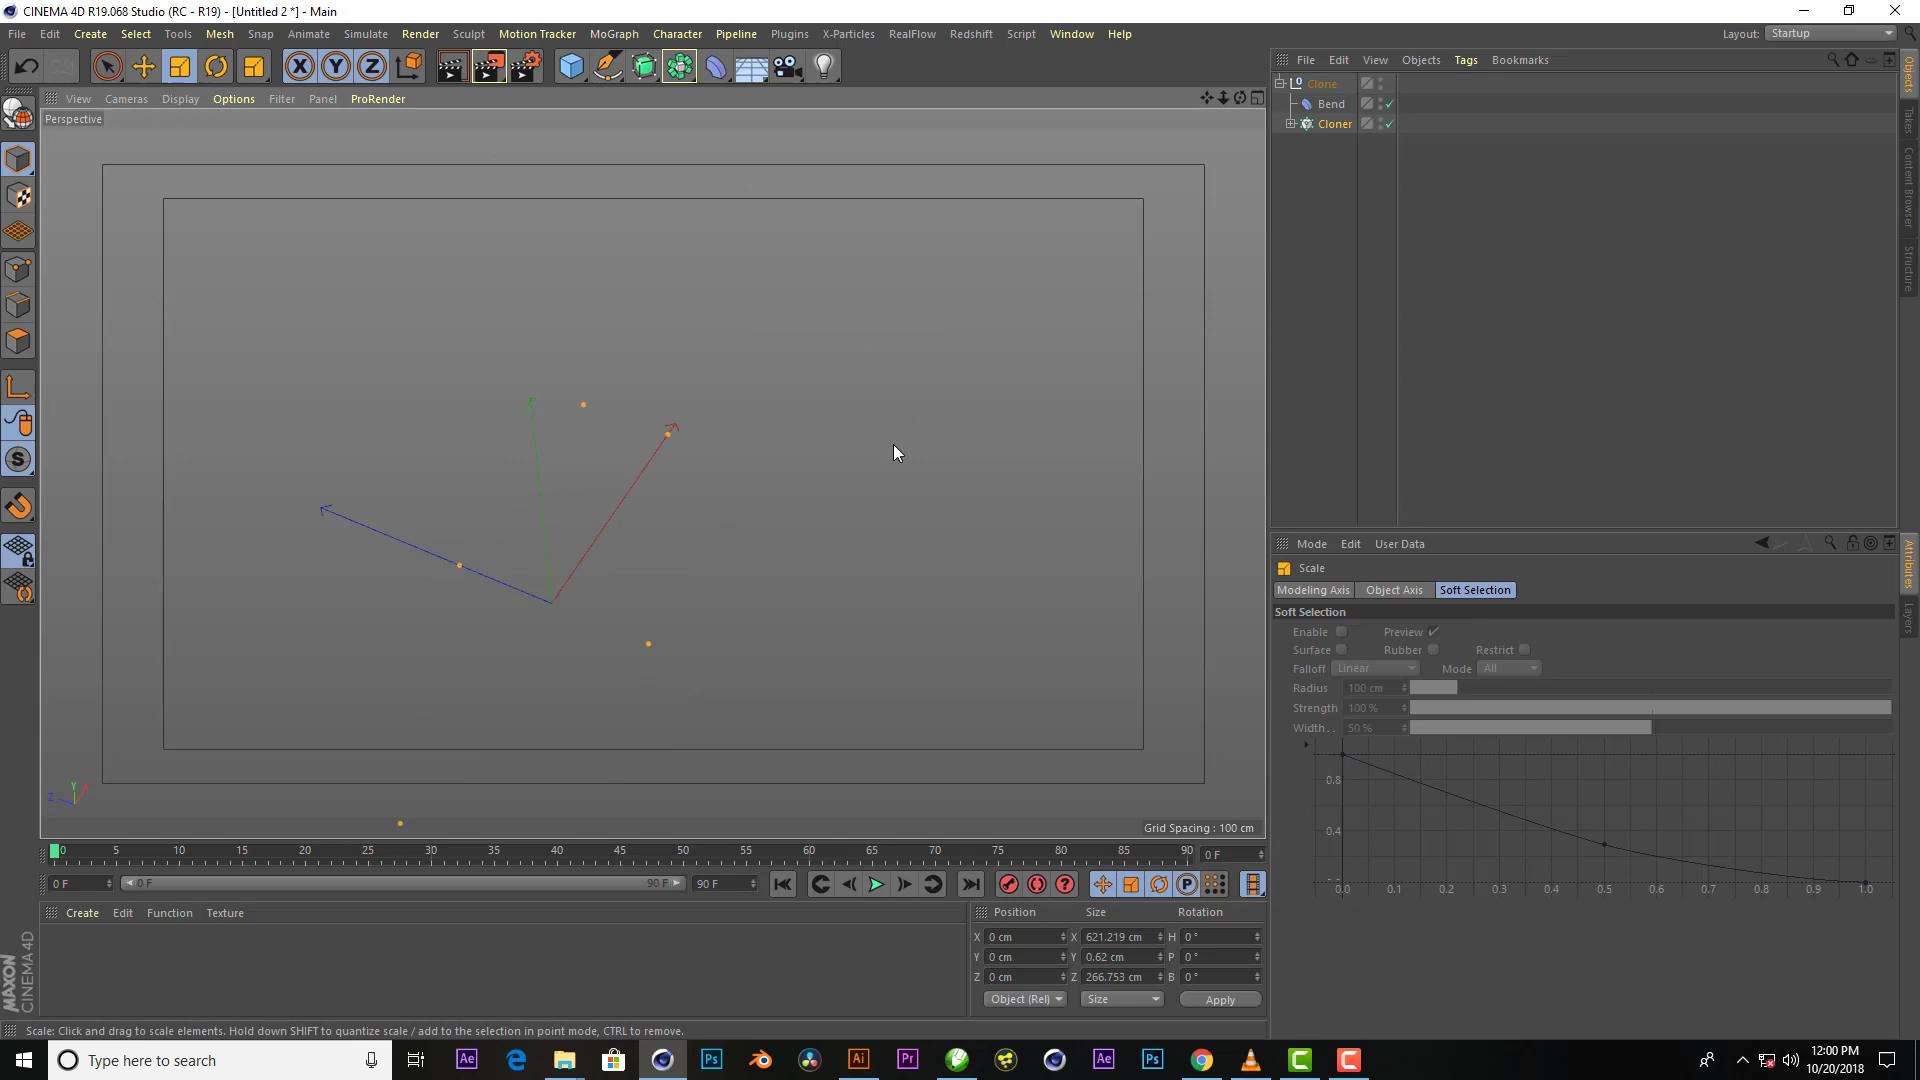 CINEMA 4D R19.068 Studio (RC - R19) - [Untitled 2 *] - Main
File Edit Create Select Tools Mesh Snap Animate Simulate Render Sculpt Motion Tracker MoGraph Character Pipeline Plugins X-Particles RealFlow Redshift Script Window Help
Layout: Startup
View Cameras Display Options Filter Panel ProRender
File Edit View Objects Tags Bookmarks
Perspective
Clone
Bend
Cloner
Objects
Takes
Content Browser
Structure
Mode Edit User Data
Scale
Modeling Axis Object Axis Soft Selection
Soft Selection
Enable Preview
Surface Rubber Restrict
Falloff Linear Mode All
Radius 100 cm
Strength 100 %
Width.. 50 %
0.8
0.4
0.0 0.1 0.2 0.3 0.4 0.5 0.6 0.7 0.8 1.0
Attributes
Layers
Y
X
Z
Grid Spacing : 100 cm
0 5 10 15 20 25 30 35 40 45 50 55 60 65 70 75 80 85 90
0 F
0 F 0 F 90 F 90 F
Create Edit Function Texture
Position Size Rotation
X 0 cm X 621.219 cm H 0 °
Y 0 cm Y 0.62 cm P 0 °
Z 0 cm Z 266.753 cm B 0 °
Object (Rel) Size Apply
MAXON
CINEMA 4D
Scale: Click and drag to scale elements. Hold down SHIFT to quantize scale / add to the selection in point mode, CTRL to remove.
Type here to search
12:00 PM
10/20/2018